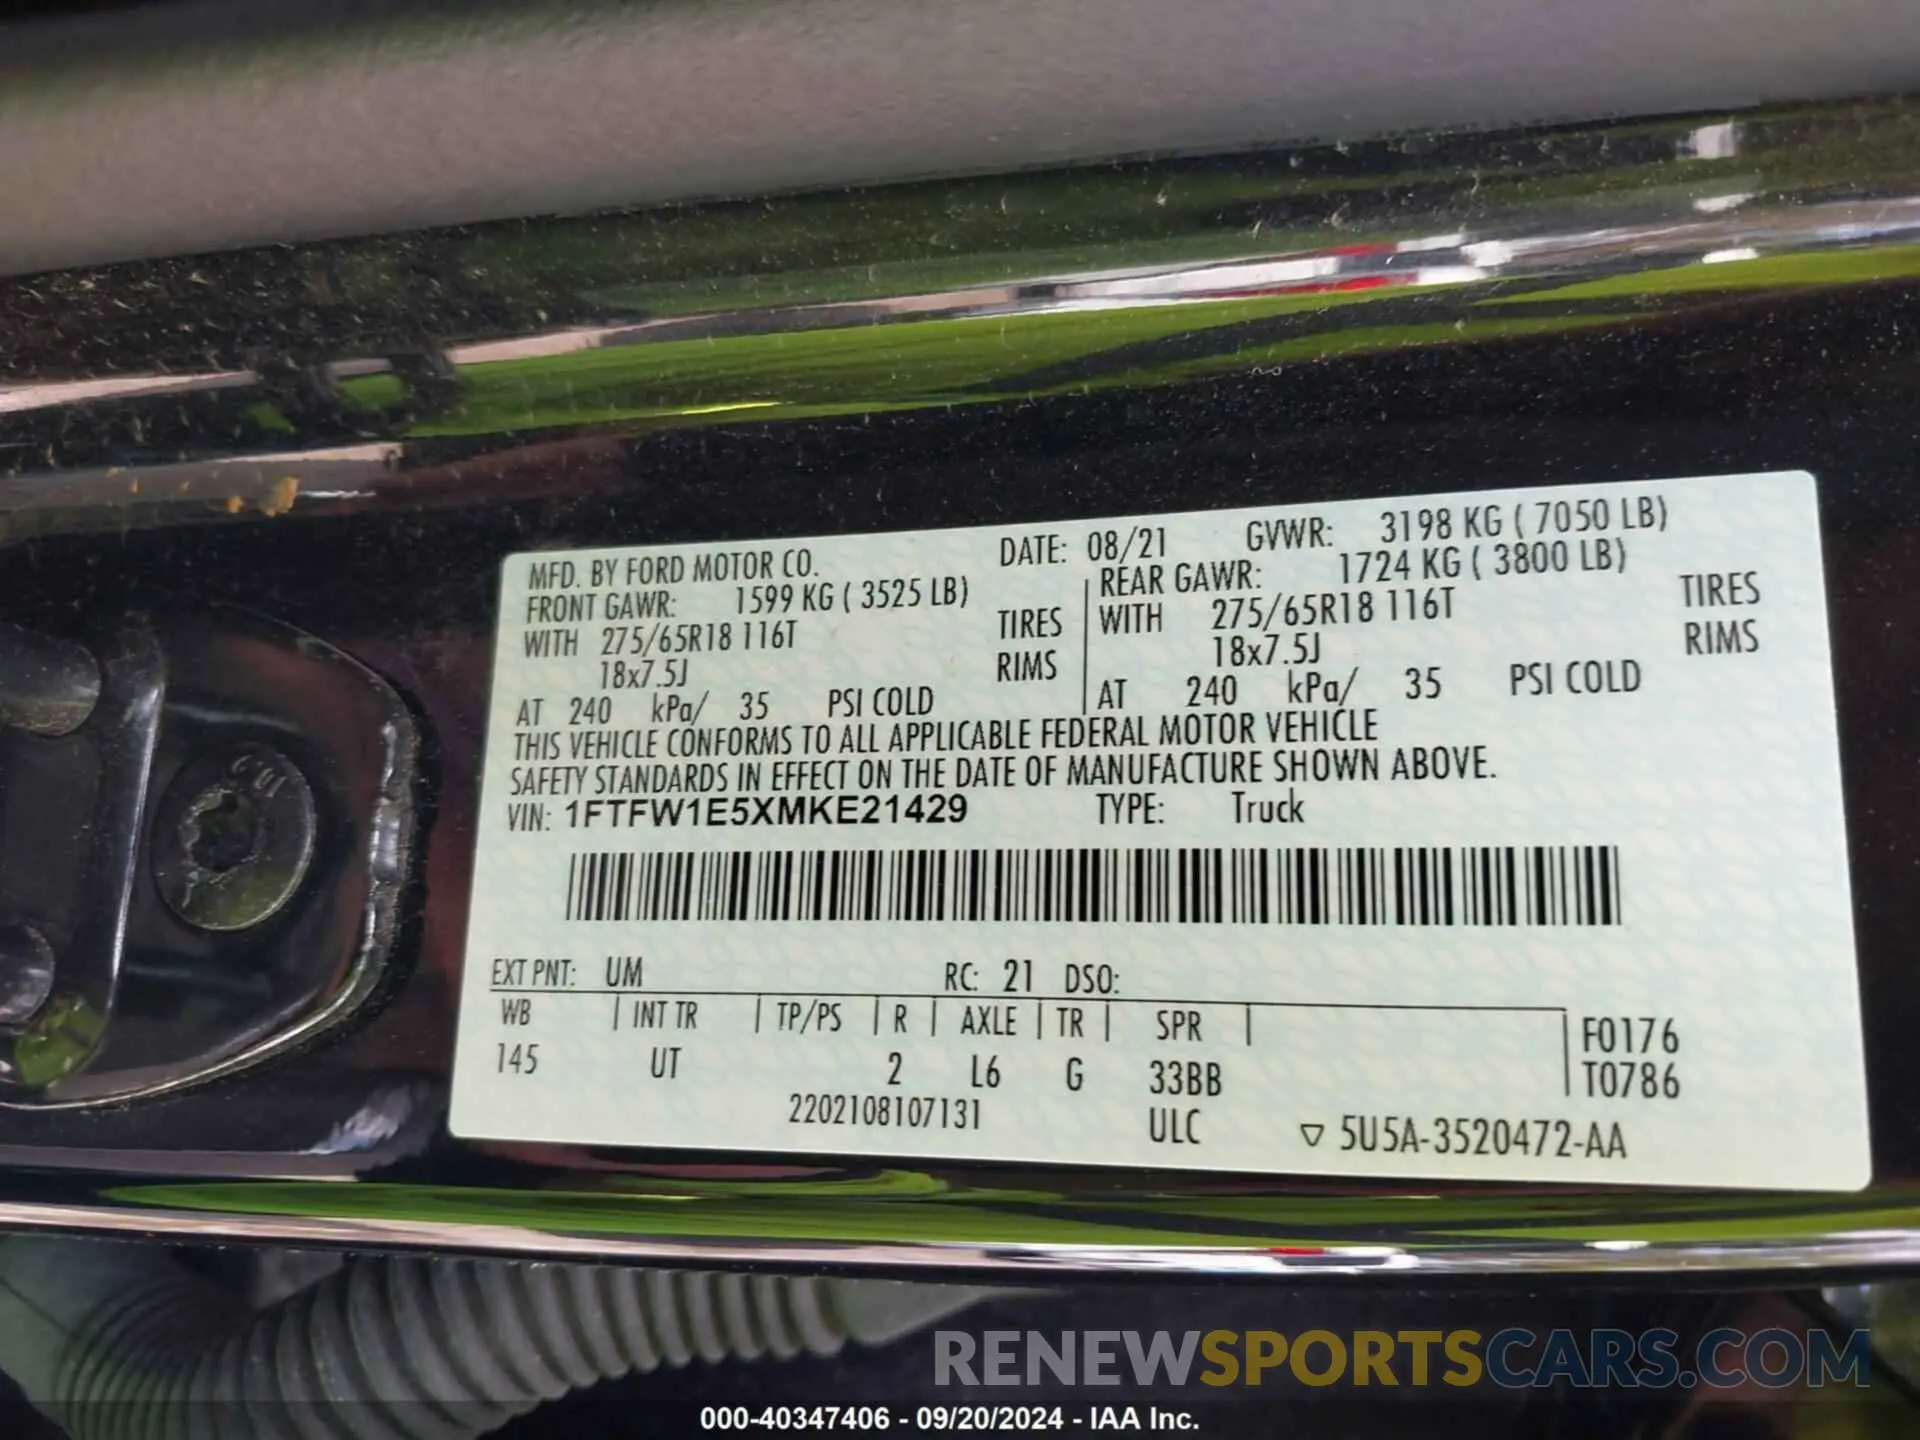 MFD. BY FORD MOTOR CO. DATE: 08/21 GVWR: 3198 KG ( 7050 LB)
FRONT GAWR: 1599 KG ( 3525 LB) REAR GAWR: 1724 KG ( 3800 LB)
WITH 275/65R18 116T TIRES WITH 275/65R18 116T TIRES
18x7.5J RIMS 18x7.5J RIMS
AT 240 kPa/ 35 PSI COLD AT 240 kPa/ 35 PSI COLD
THIS VEHICLE CONFORMS TO ALL APPLICABLE FEDERAL MOTOR VEHICLE
SAFETY STANDARDS IN EFFECT ON THE DATE OF MANUFACTURE SHOWN ABOVE.
VIN: 1FTFW1E5XMKE21429 TYPE: Truck
EXT PNT: UM RC: 21 DSO:
WB INT TR TP/PS R AXLE TR SPR F0176
145 UT 2 L6 G 33BB T0786
2202108107131 ULC ▽ 5U5A-3520472-AA
RENEWSPORTSCARS.COM
000-40347406 - 09/20/2024 - IAA Inc.